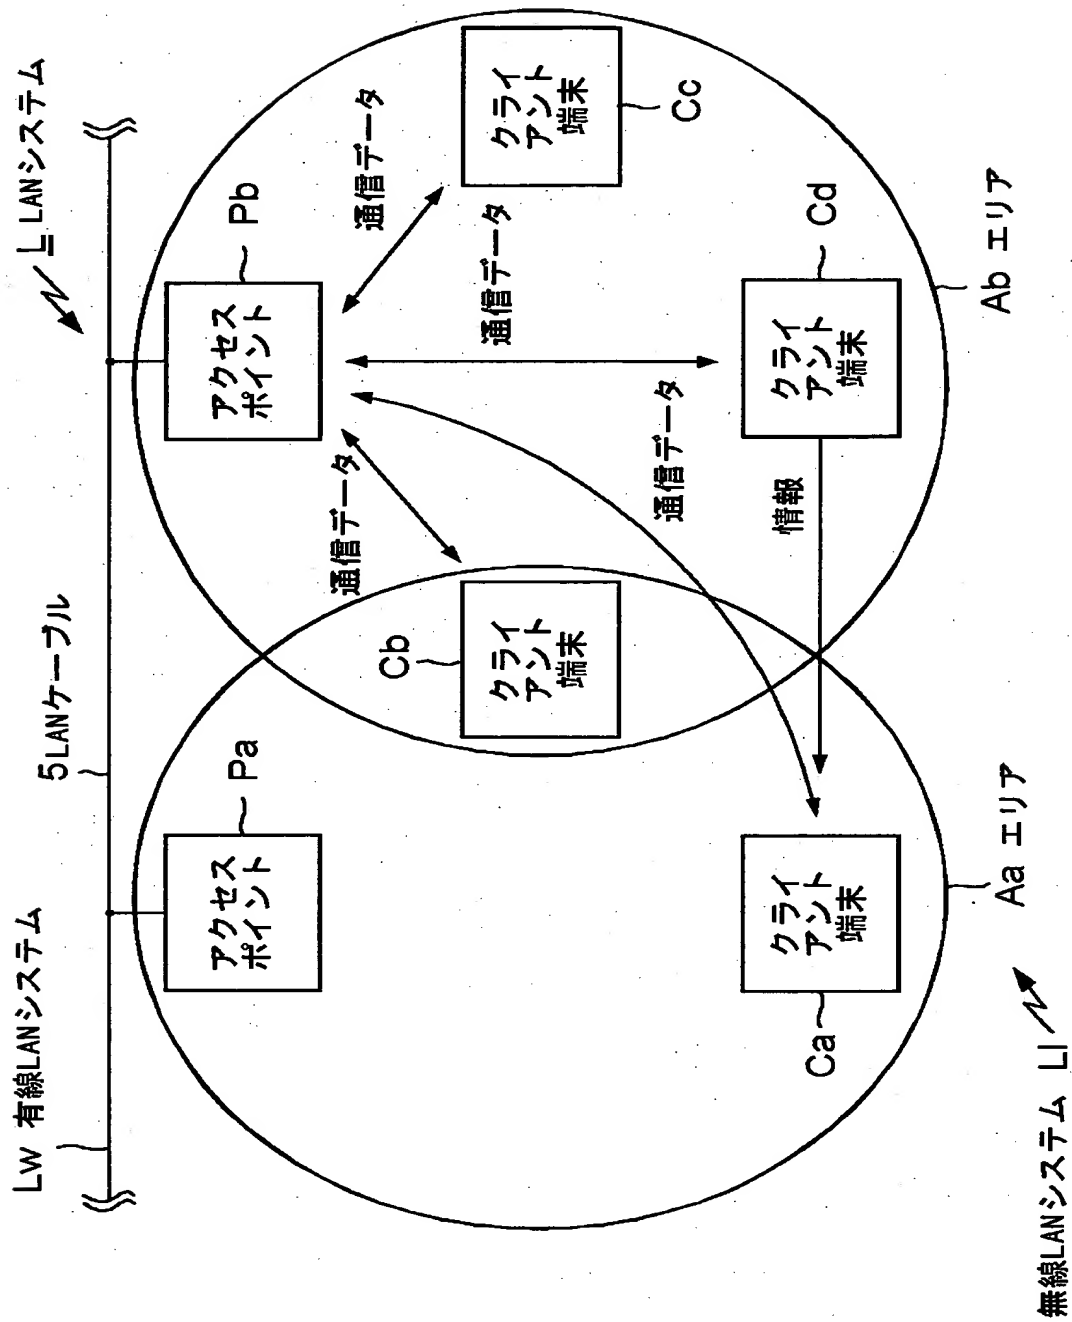 Lw 有線LANシステム
5 LANケーブル
L LANシステム
アクセス
ポイント
Pa
アクセス
ポイント
Pb
通信データ
通信データ
通信データ
通信データ
Cb
クライ
アント
端末
クライ
アント
端末
Cc
Ca
クライ
アント
端末
情報
クライ
アント
端末
Cd
Aa エリア
Ab エリア
無線LANシステム Ll